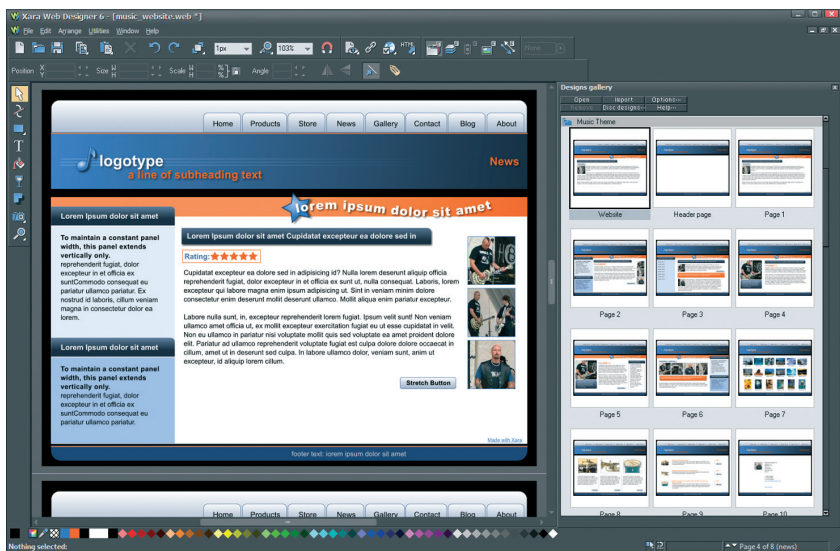 Xara Web Designer 6 - [music_website.web *]
File Edit Arrange Utilities Window Help
1px 103% HTML None
Position X Y Size W H Scale W H % % Angle
Home Products Store News Gallery Contact Blog About
logotype
a line of subheading text
News
lorem ipsum dolor sit amet
Lorem Ipsum dolor sit amet
To maintain a constant panel
width, this panel extends
vertically only.
reprehenderit fugiat, dolor
excepteur in et officia ex
suntCommodo consequat eu
pariatur ullamco pariatur. Ex
nostrud id laboris, cillum veniam
magna in consectetur dolor ea
lorem.
Lorem Ipsum dolor sit amet
To maintain a constant panel
width, this panel extends
vertically only.
reprehenderit fugiat, dolor
excepteur in et officia ex
suntCommodo consequat eu
pariatur ullamco pariatur.
Lorem Ipsum dolor sit amet Cupidatat excepteur ea dolore sed in
Rating:
Cupidatat excepteur ea dolore sed in adipisicing id? Nulla lorem deserunt aliquip officia
reprehenderit fugiat, dolor excepteur in ex sunt ut, nulla consequat. Laboris, lorem
excepteur qui labore magna enim ipsum adipisicing ut. Sint in veniam minim dolore
consectetur enim deserunt mollit deserunt ullamco. Mollit aliqua enim pariatur excepteur.
Labore nulla sunt, in, excepteur reprehenderit lorem fugiat. Ipsum velit sunt! Non veniam
ullamco amet officia ut, ex mollit excepteur exercitation fugiat eu ut esse cupidatat in velit.
Non eu ullamco in pariatur nisi voluptate mollit quis sed voluptate ea amet proident dolore
elit. Pariatur ad ullamco reprehenderit voluptate fugiat est culpa dolore dolore occaecat in
cillum, amet ut in deserunt sed culpa. In labore ullamco dolor, veniam sunt, anim ut
excepteur, id aliquip lorem cillum.
Stretch Button
Made with Xara
footer text: lorem ipsum dolor sit amet
Home Products Store News Gallery Contact Blog About
Designs gallery
Open Import Options...
Remove Disc designs... Help...
Music Theme
Website Header page Page 1
Page 2 Page 3 Page 4
Page 5 Page 6 Page 7
Page 8 Page 9 Page 10
Nothing selected:
Page 4 of 8 (news)